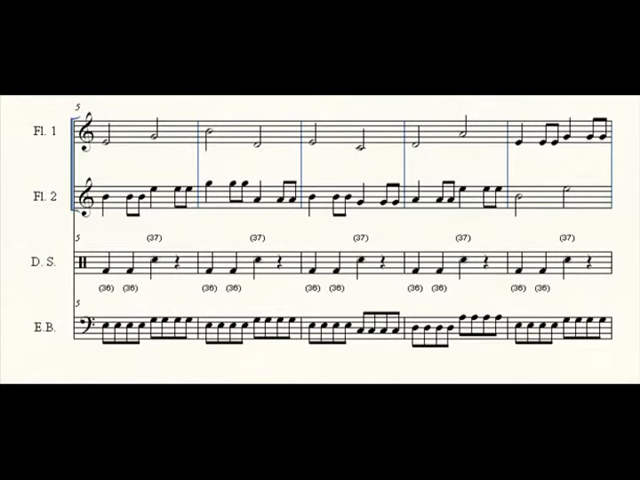 5
Fl. 1
Fl. 2
5 (37) (37) (37) (37) (37)
D. S.
(36) (36) (36) (36) (36) (36) (36) (36) (36) (36)
5
E.B.